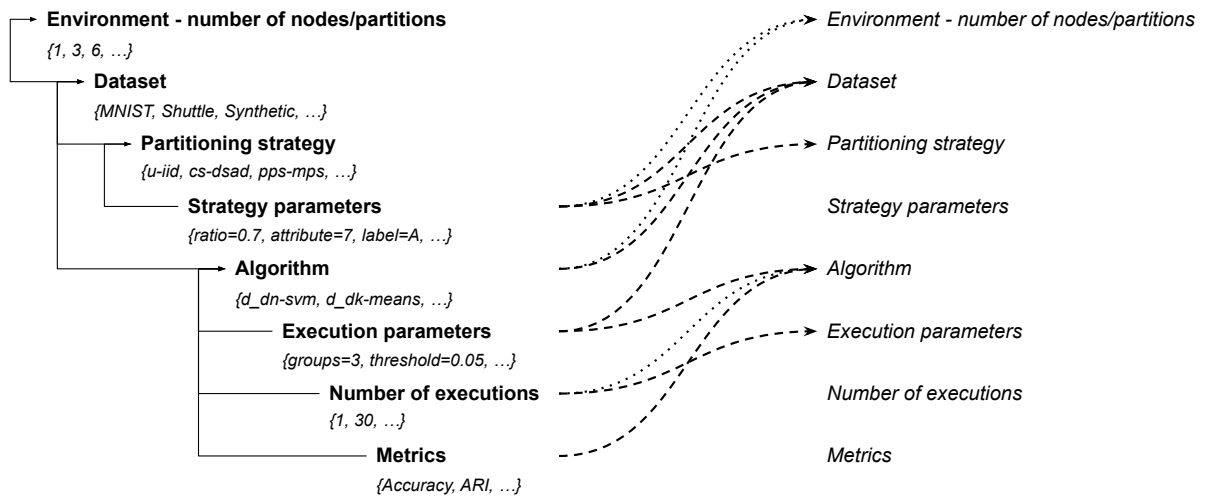 Environment - number of nodes/partitions
{1, 3, 6, …}
Dataset
{MNIST, Shuttle, Synthetic, …}
Partitioning strategy
{u-iid, cs-dsad, pps-mps, …}
Strategy parameters
{ratio=0.7, attribute=7, label=A, …}
Algorithm
{d_dn-svm, d_dk-means, …}
Execution parameters
{groups=3, threshold=0.05, …}
Number of executions
{1, 30, …}
Metrics
{Accuracy, ARI, …}
Environment - number of nodes/partitions
Dataset
Partitioning strategy
Strategy parameters
Algorithm
Execution parameters
Number of executions
Metrics